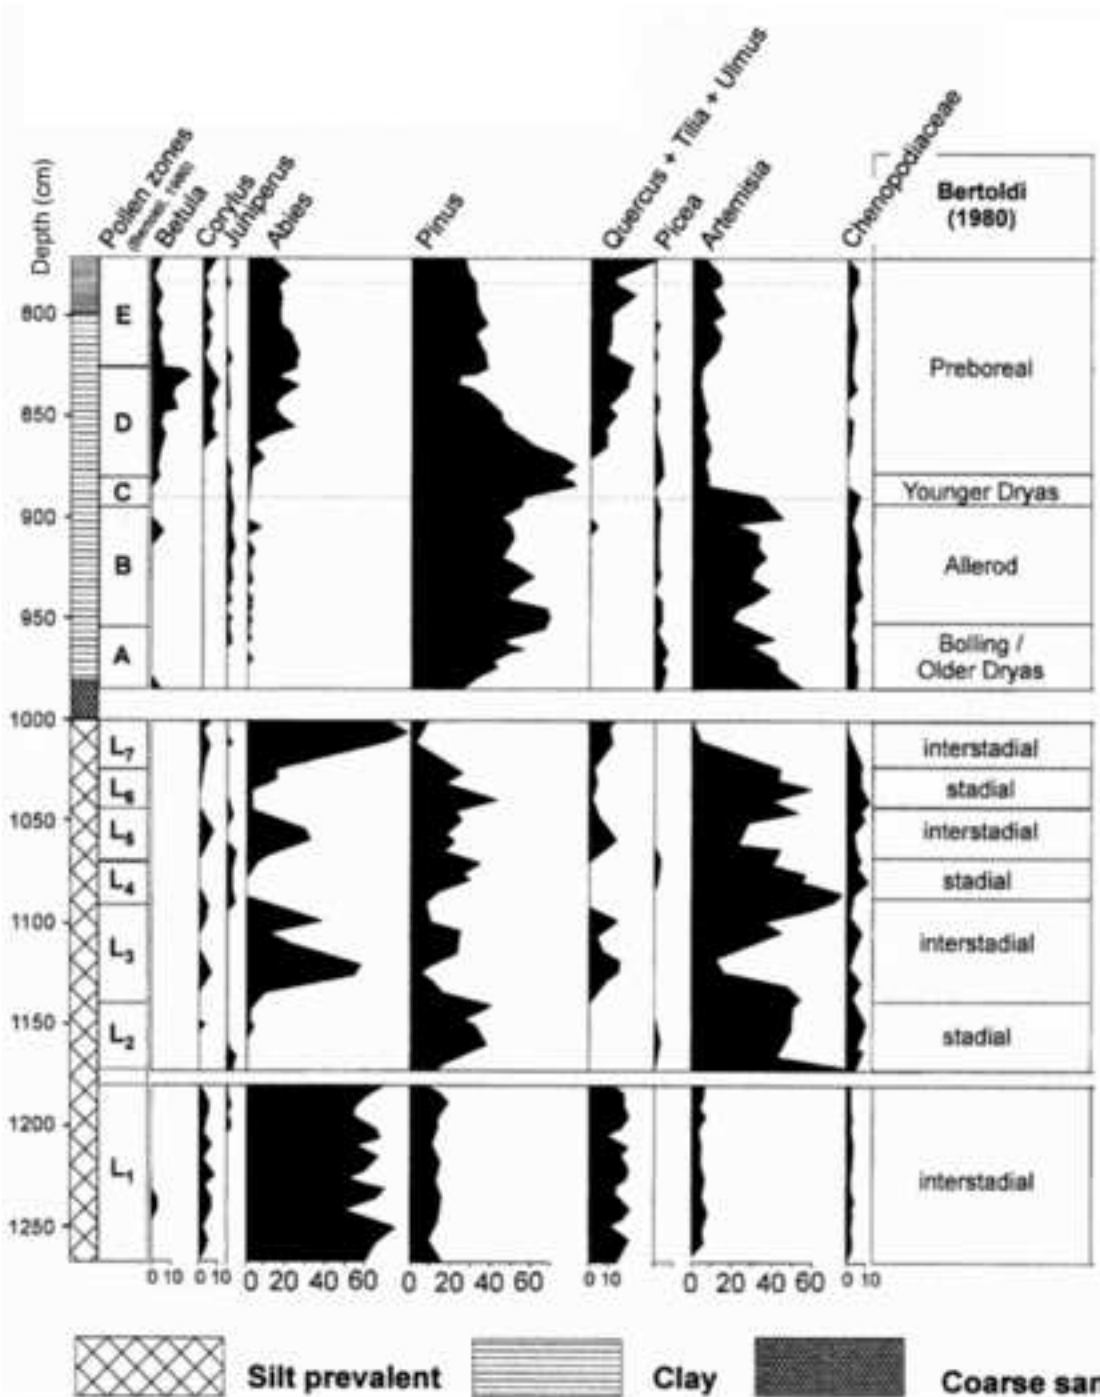 Depth (cm)
Pollen zones
(Bertoldi, 1980)
Betula
Corylus
Juniperus
Abies
Pinus
Quercus + Tilia + Ulmus
Picea
Artemisia
Chenopodiaceae
Bertoldi
(1980)
800
850
900
950
1000
1050
1100
1150
1200
1250
E
D
C
B
A
L7
L6
L5
L4
L3
L2
L1
Preboreal
Younger Dryas
Allerod
Bolling /
Older Dryas
interstadial
stadial
interstadial
stadial
interstadial
stadial
interstadial
0 10 0 10 0 20 40 60 0 20 40 60 0 10 0 20 40 60 0 10
Silt prevalent Clay Coarse san